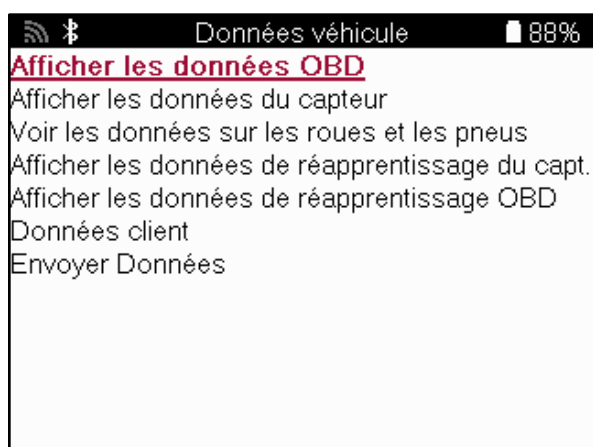 Données véhicule 88%
Afficher les données OBD
Afficher les données du capteur
Voir les données sur les roues et les pneus
Afficher les données de réapprentissage du capt.
Afficher les données de réapprentissage OBD
Données client
Envoyer Données